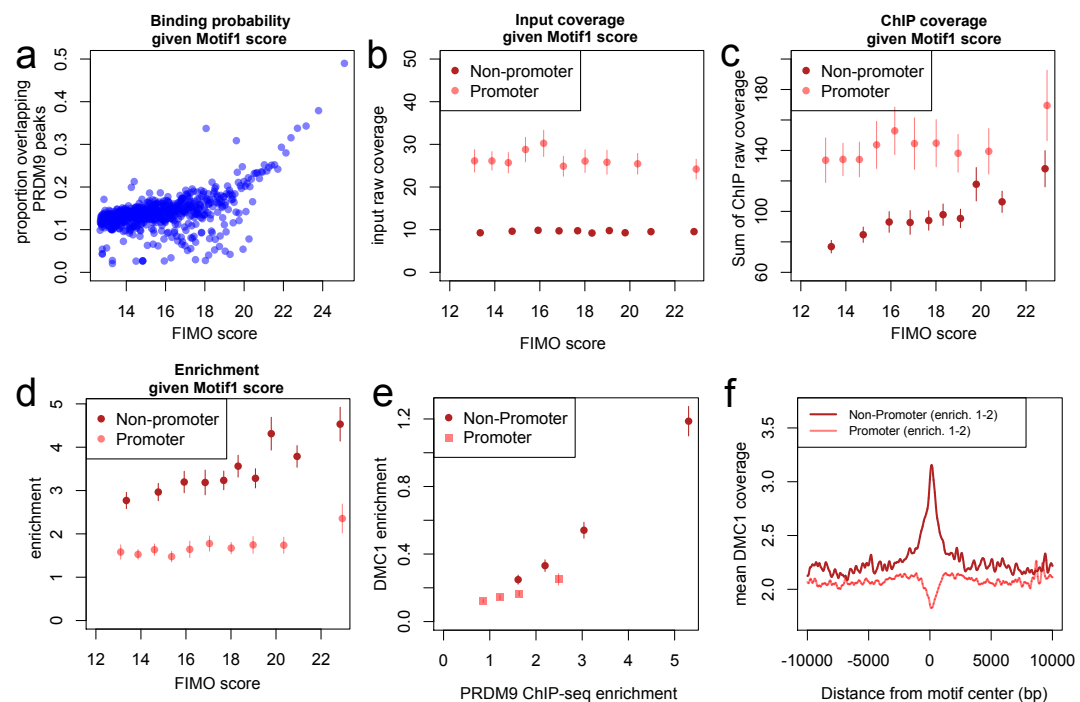 a
Binding probability
given Motif1 score
proportion overlapping
PRDM9 peaks
0.0
0.1
0.2
0.3
0.4
0.5
14
16
18
20
22
24
FIMO score
b
Input coverage
given Motif1 score
Non-promoter
Promoter
input raw coverage
0
10
20
30
40
50
12
14
16
18
20
22
FIMO score
c
ChIP coverage
given Motif1 score
Non-promoter
Promoter
Sum of ChIP raw coverage
60
100
140
180
12
14
16
18
20
22
FIMO score
d
Enrichment
given Motif1 score
Non-promoter
Promoter
enrichment
0
1
2
3
4
5
12
14
16
18
20
22
FIMO score
e
Non-Promoter
Promoter
DMC1 enrichment
0.0
0.4
0.8
1.2
0
1
2
3
4
5
PRDM9 ChIP-seq enrichment
f
Non-Promoter (enrich. 1-2)
Promoter (enrich. 1-2)
mean DMC1 coverage
2.0
2.5
3.0
3.5
-10000
-5000
0
5000
10000
Distance from motif center (bp)